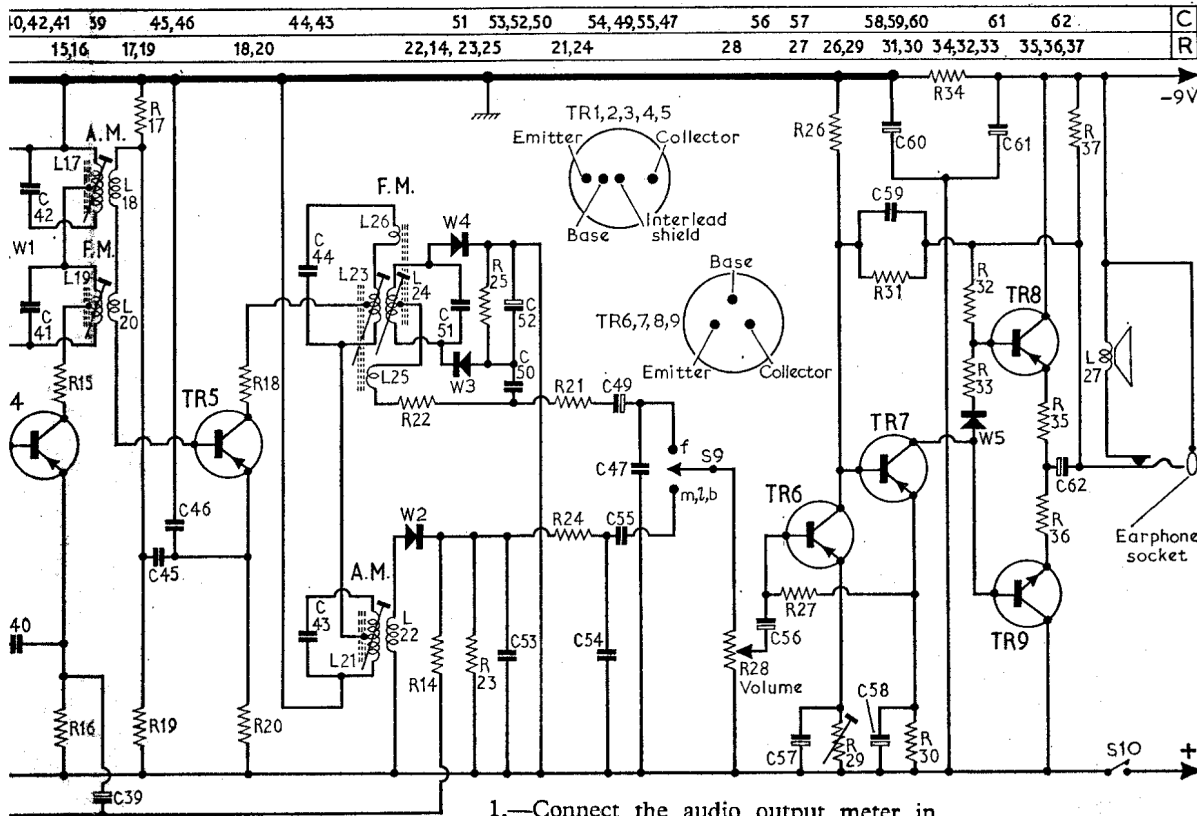 40,42,41 39 45,46 44,43 51 53,52,50 54,49,55,47 56 57 58,59,60 61 62 C
15,16 17,19 18,20 22,14, 23,25 21,24 28 27 26,29 31,30 34,32,33 35,36,37 R
R34
-9V
R
17
A.M.
L17
L
18
C
42
W1
F.M.
L19
L
20
C
41
R15
4
R18
TR5
C46
C45
40
R16
R19
R20
C39
F.M.
L26
C
44
L23
L
24
L25
W4
R
25
C
51
C
52
W3
C
50
R22
R21
C49
C47
f
S9
m,l,b
W2
R24
C55
A.M.
C
43
L21
L
22
R14
R
23
C53
C54
R28
Volume
TR1,2,3,4,5
Emitter
Collector
Base
Interlead
shield
Base
TR6,7,8,9
Emitter
Collector
R26
C60
C61
R
37
C59
R31
R
32
TR8
R
33
W5
L
27
TR7
R
35
C62
TR6
R
36
Earphone
socket
R27
C56
TR9
C58
C57
R
29
R
30
S10
+
1.—Connect the audio output meter in